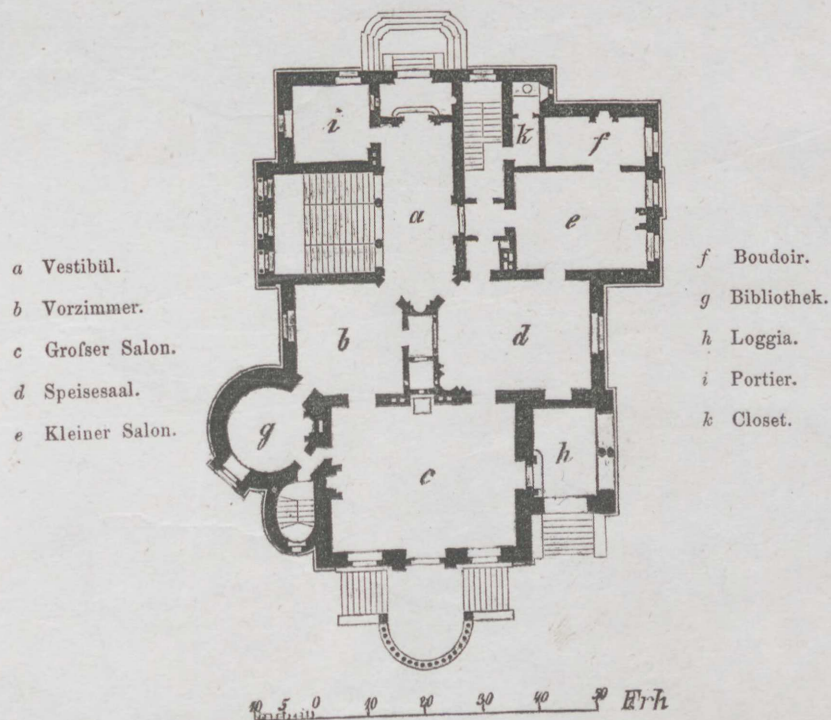 i
k
f
a
e
b
d
g
c
h
a Vestibül.
b Vorzimmer.
c Groſser Salon.
d Speisesaal.
e Kleiner Salon.
f Boudoir.
g Bibliothek.
h Loggia.
i Portier.
k Closet.
10 5 0 10 20 30 40 50 Erh